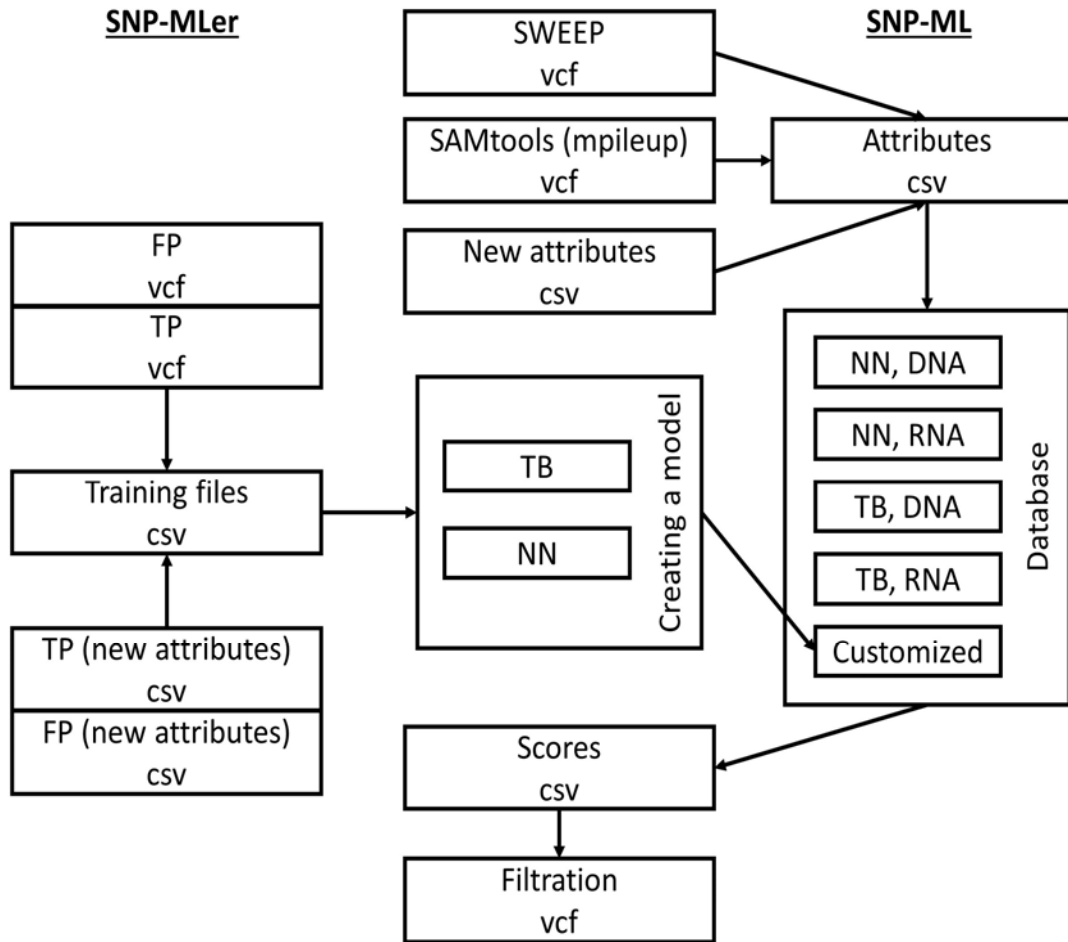 SNP-MLer
FP
vcf
TP
vcf
Training files
csv
TP (new attributes)
csv
FP (new attributes)
csv
SWEEP
vcf
SAMtools (mpileup)
vcf
New attributes
csv
TB
NN
Creating a model
SNP-ML
Attributes
csv
NN, DNA
NN, RNA
TB, DNA
TB, RNA
Customized
Database
Scores
csv
Filtration
vcf